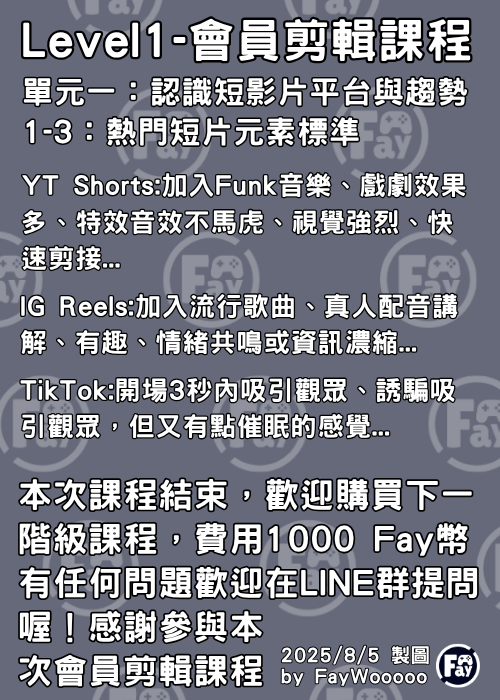 Level1-會員剪輯課程
單元一：認識短影片平台與趨勢
1-3：熱門短片元素標準
YT Shorts:加入Funk音樂、戲劇效果
多、特效音效不馬虎、視覺強烈、快
速剪接...
IG Reels:加入流行歌曲、真人配音講
解、有趣、情緒共鳴或資訊濃縮...
TikTok:開場3秒內吸引觀眾、誘騙吸
引觀眾，但又有點催眠的感覺...
本次課程結束，歡迎購買下一
階級課程，費用1000 Fay幣
有任何問題歡迎在LINE群提問
喔！感謝參與本
次會員剪輯課程
2025/8/5 製圖
by FayWooooo
Fay